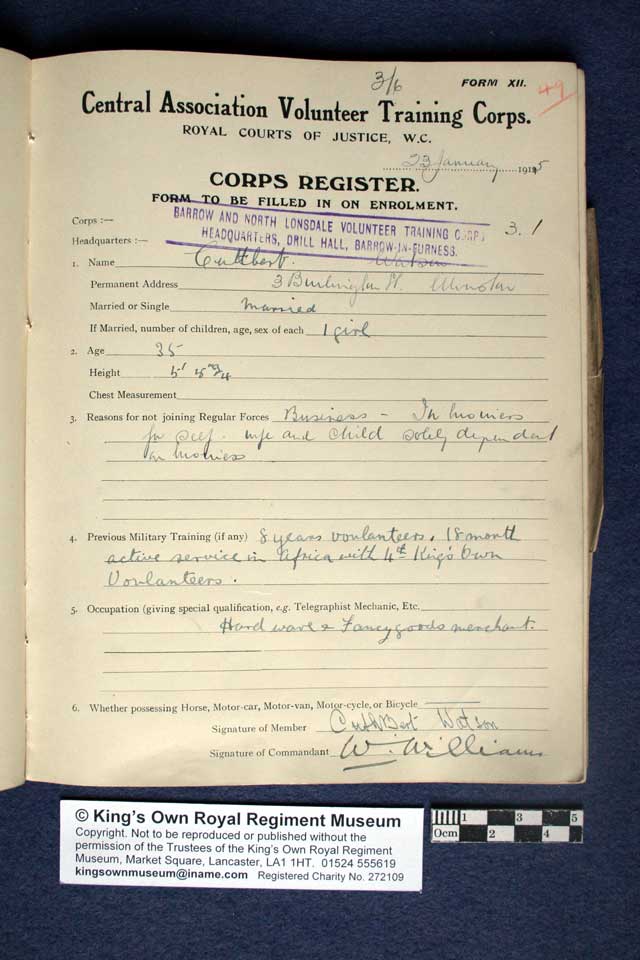 3/6 FORM XII. 49
Central Association Volunteer Training Corps.
ROYAL COURTS OF JUSTICE, W.C.
23 January 1915
CORPS REGISTER.
FORM TO BE FILLED IN ON ENROLMENT.
Corps :— BARROW AND NORTH LONSDALE VOLUNTEER TRAINING CORPS 3.1
Headquarters :— HEADQUARTERS, DRILL HALL, BARROW-IN-FURNESS.
1. Name Cuthbert Watson
Permanent Address 3 Burlington St. Ulverston
Married or Single married
If Married, number of children, age, sex of each 1 girl
2. Age 35
Height 5' 5 3/4
Chest Measurement
3. Reasons for not joining Regular Forces Business –
for self. wife and child solely dependent
on
4. Previous Military Training (if any) 8 years voulanteers, 18 month
active service in Africa with 4th King's Own
Voulanteers.
5. Occupation (giving special qualification, e.g. Telegraphist Mechanic, Etc.
Hardware & Fancy goods merchant.
6. Whether possessing Horse, Motor-car, Motor-van, Motor-cycle, or Bicycle ——
Signature of Member Cuthbert Watson
Signature of Commandant W. Williams
© King's Own Royal Regiment Museum
Copyright. Not to be reproduced or published without the
permission of the Trustees of the King's Own Royal Regiment
Museum, Market Square, Lancaster, LA1 1HT. 01524 555619
kingsownmuseum@iname.com Registered Charity No. 272109
1 3 5
0cm 2 4